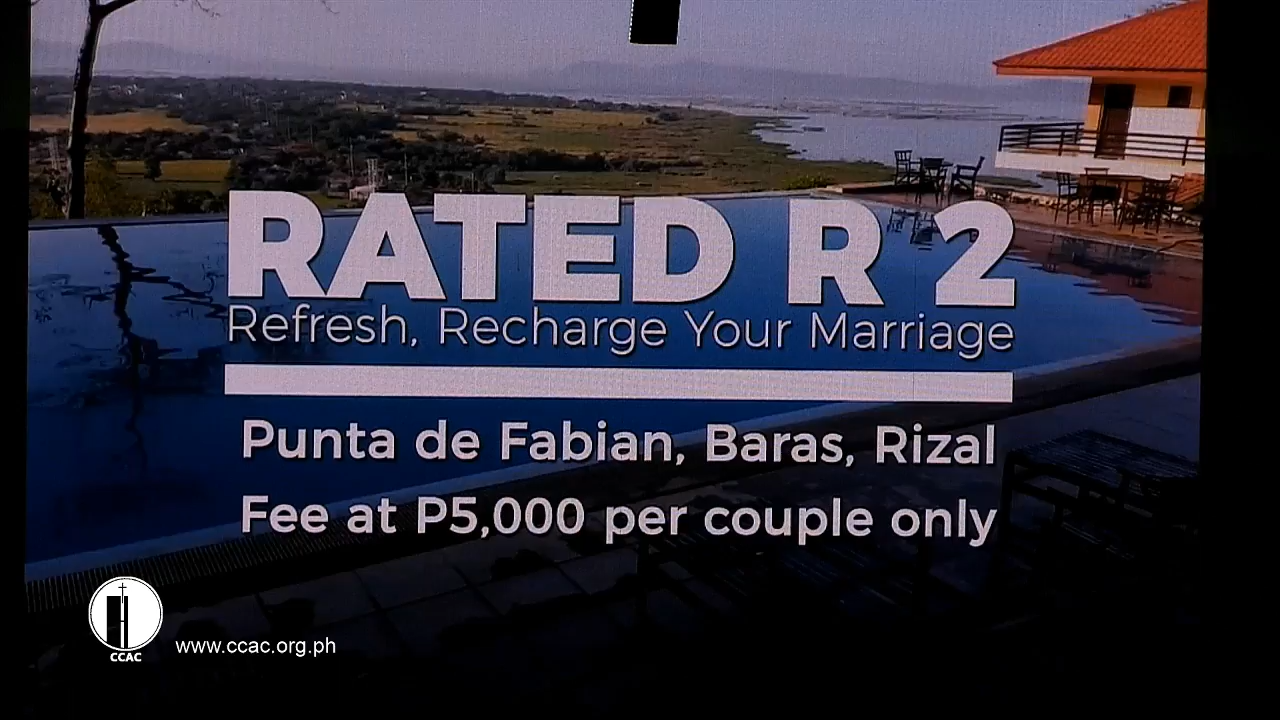 RATED R 2
Refresh, Recharge Your Marriage
Punta de Fabian, Baras, Rizal
Fee at P5,000 per couple only
CCAC
www.ccac.org.ph